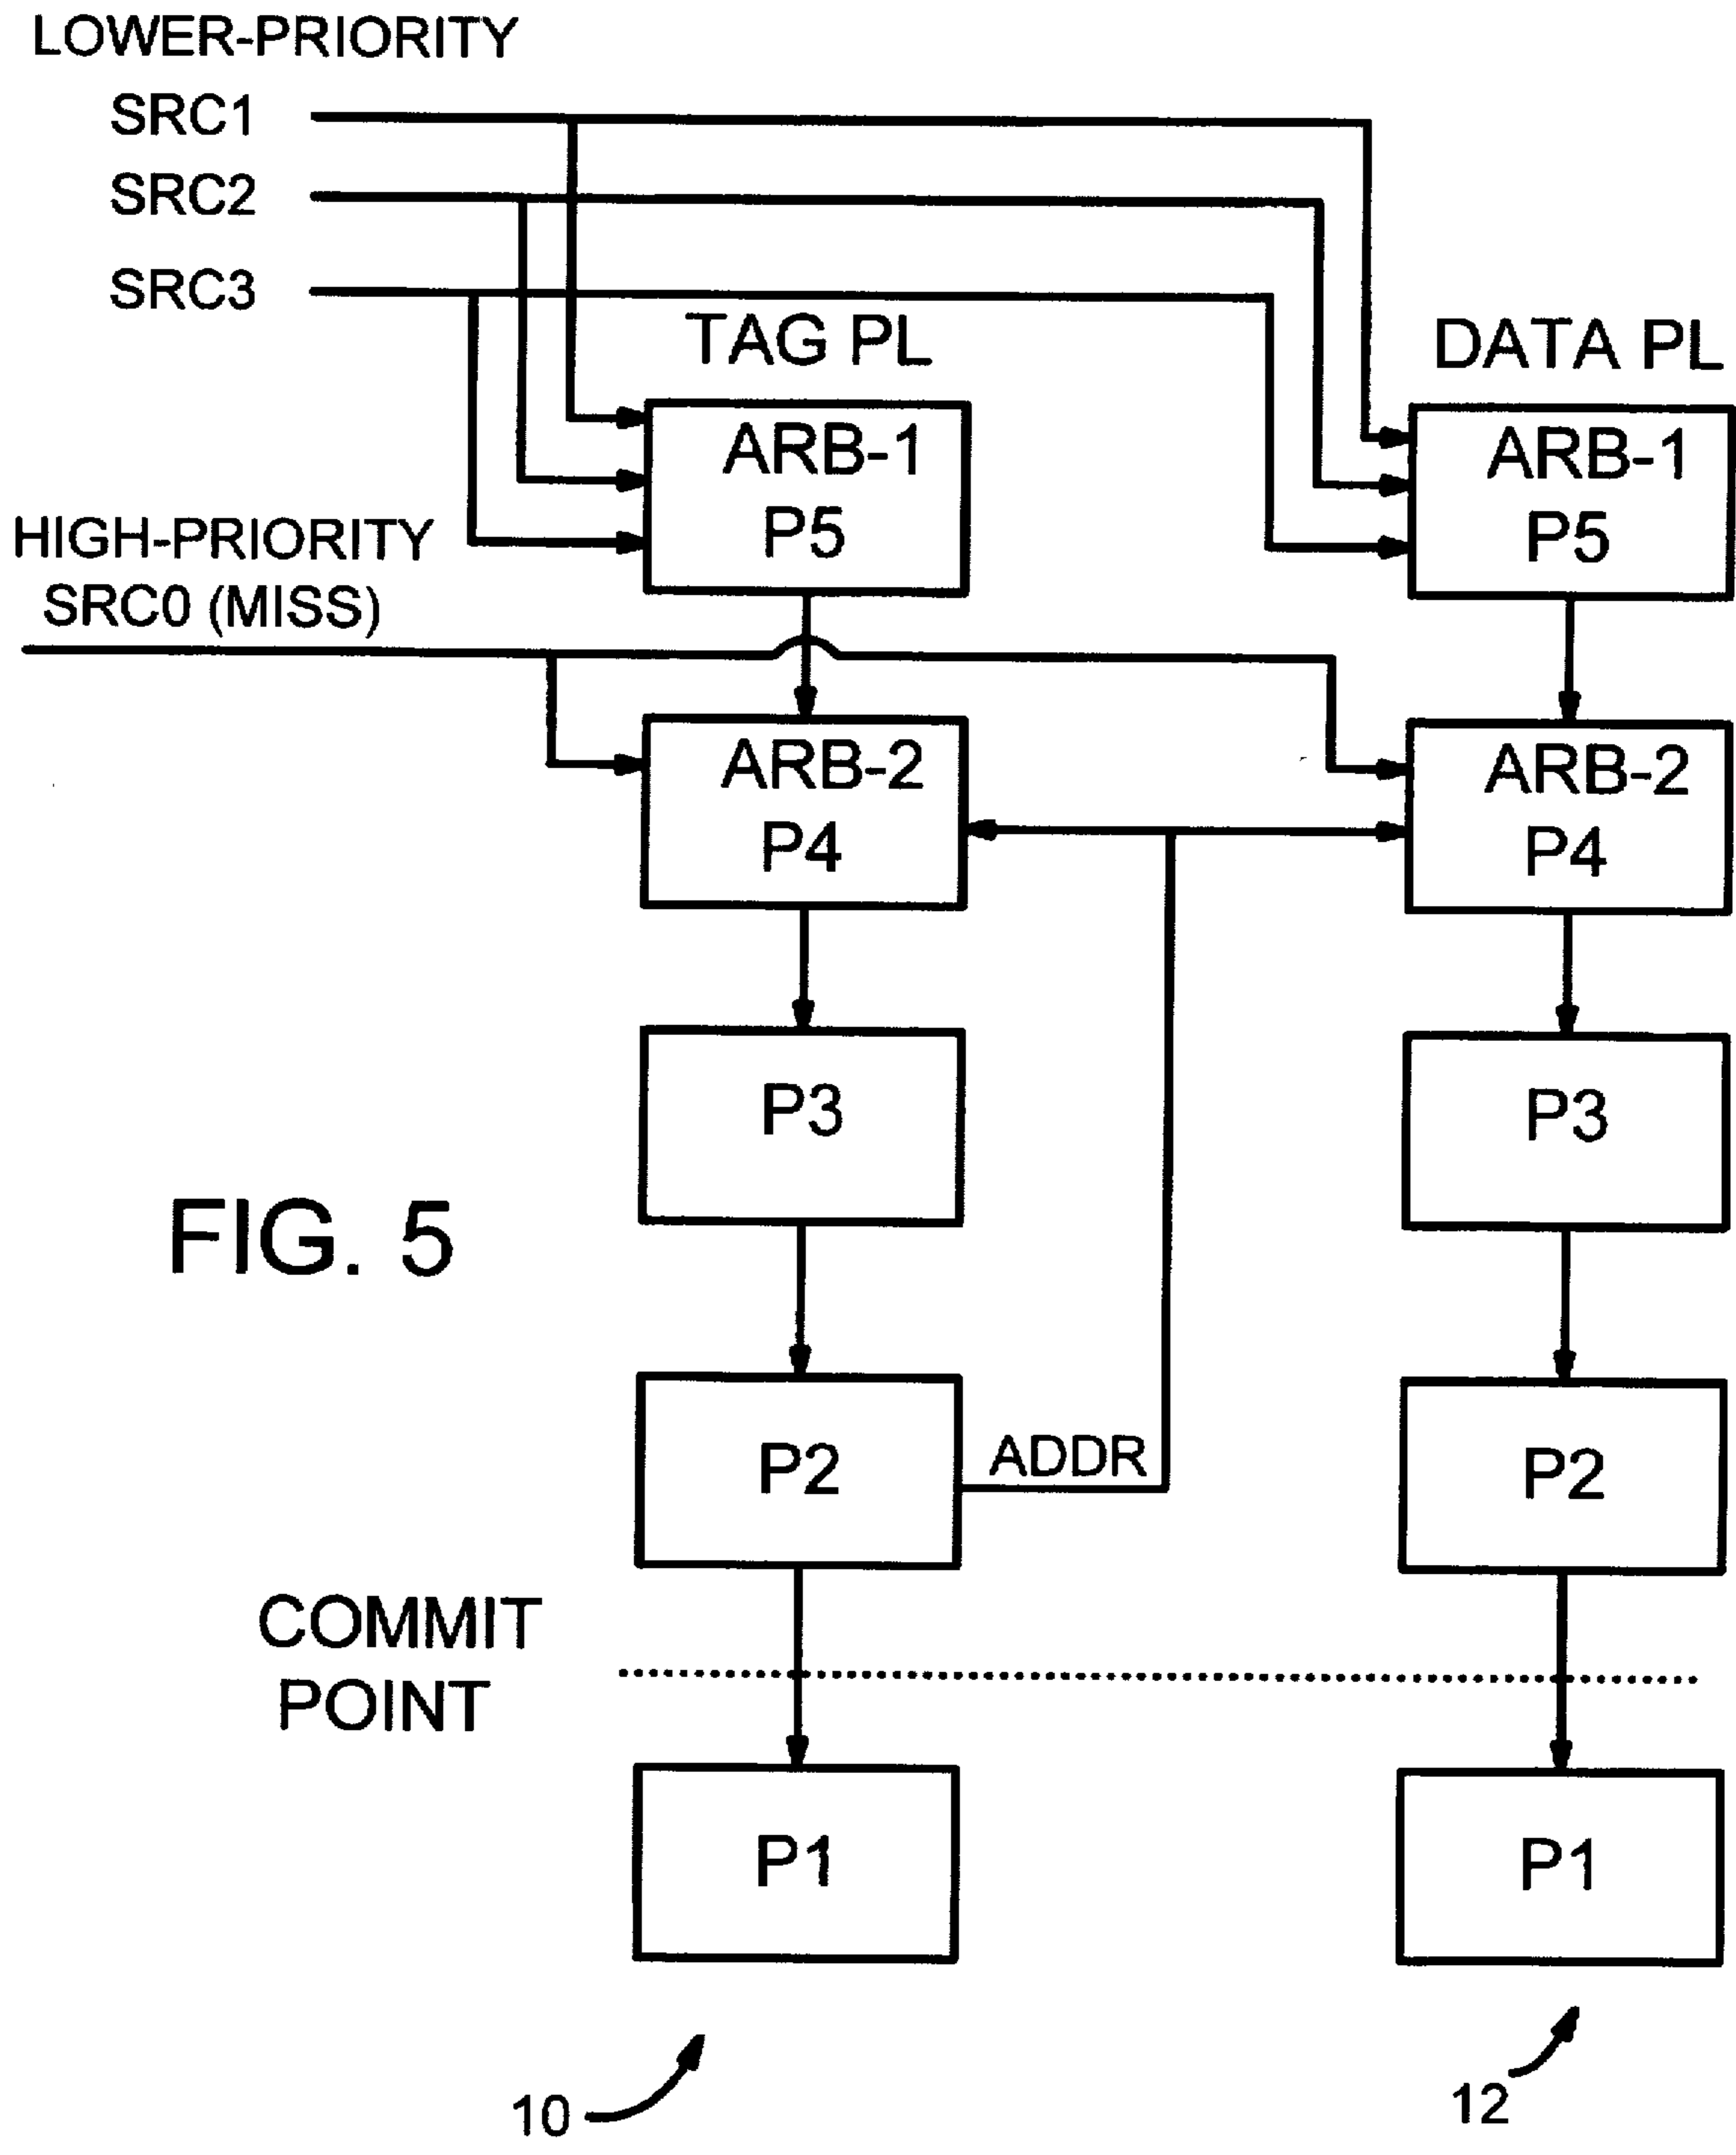 LOWER-PRIORITY
SRC1
SRC2
SRC3
TAG PL
DATA PL
ARB-1
P5
ARB-1
P5
HIGH-PRIORITY
SRC0 (MISS)
ARB-2
P4
ARB-2
P4
P3
P3
FIG. 5
P2
ADDR
P2
COMMIT
POINT
P1
P1
10
12